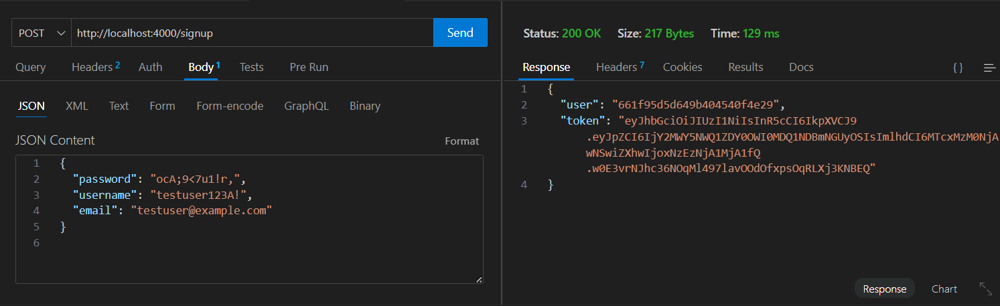 POST http://localhost:4000/signup Send
Query Headers 2 Auth Body 1 Tests Pre Run
JSON XML Text Form Form-encode GraphQL Binary
JSON Content Format
1 {
2 "password": "ocA;9<7u1!r,",
3 "username": "testuser123A!",
4 "email": "testuser@example.com"
5 }
6
Status: 200 OK Size: 217 Bytes Time: 129 ms
Response Headers 7 Cookies Results Docs {}
1 {
2 "user": "661f95d5d649b404540f4e29",
3 "token": "eyJhbGciOiJIUzI1NiIsInR5cCI6IkpXVCJ9
.eyJpZCI6IjY2MWY5NWQ1ZDY0OWI0MDQ1NDBmNGUyOSIsImlhdCI6MTcxMzM0NjA
wNSwiZXhwIjoxNzEzNjA1MjA1fQ
.w0E3vrNJhc36NOqMl497lavOOdOfxpsOqRLXj3KNBEQ"
4 }
Response Chart